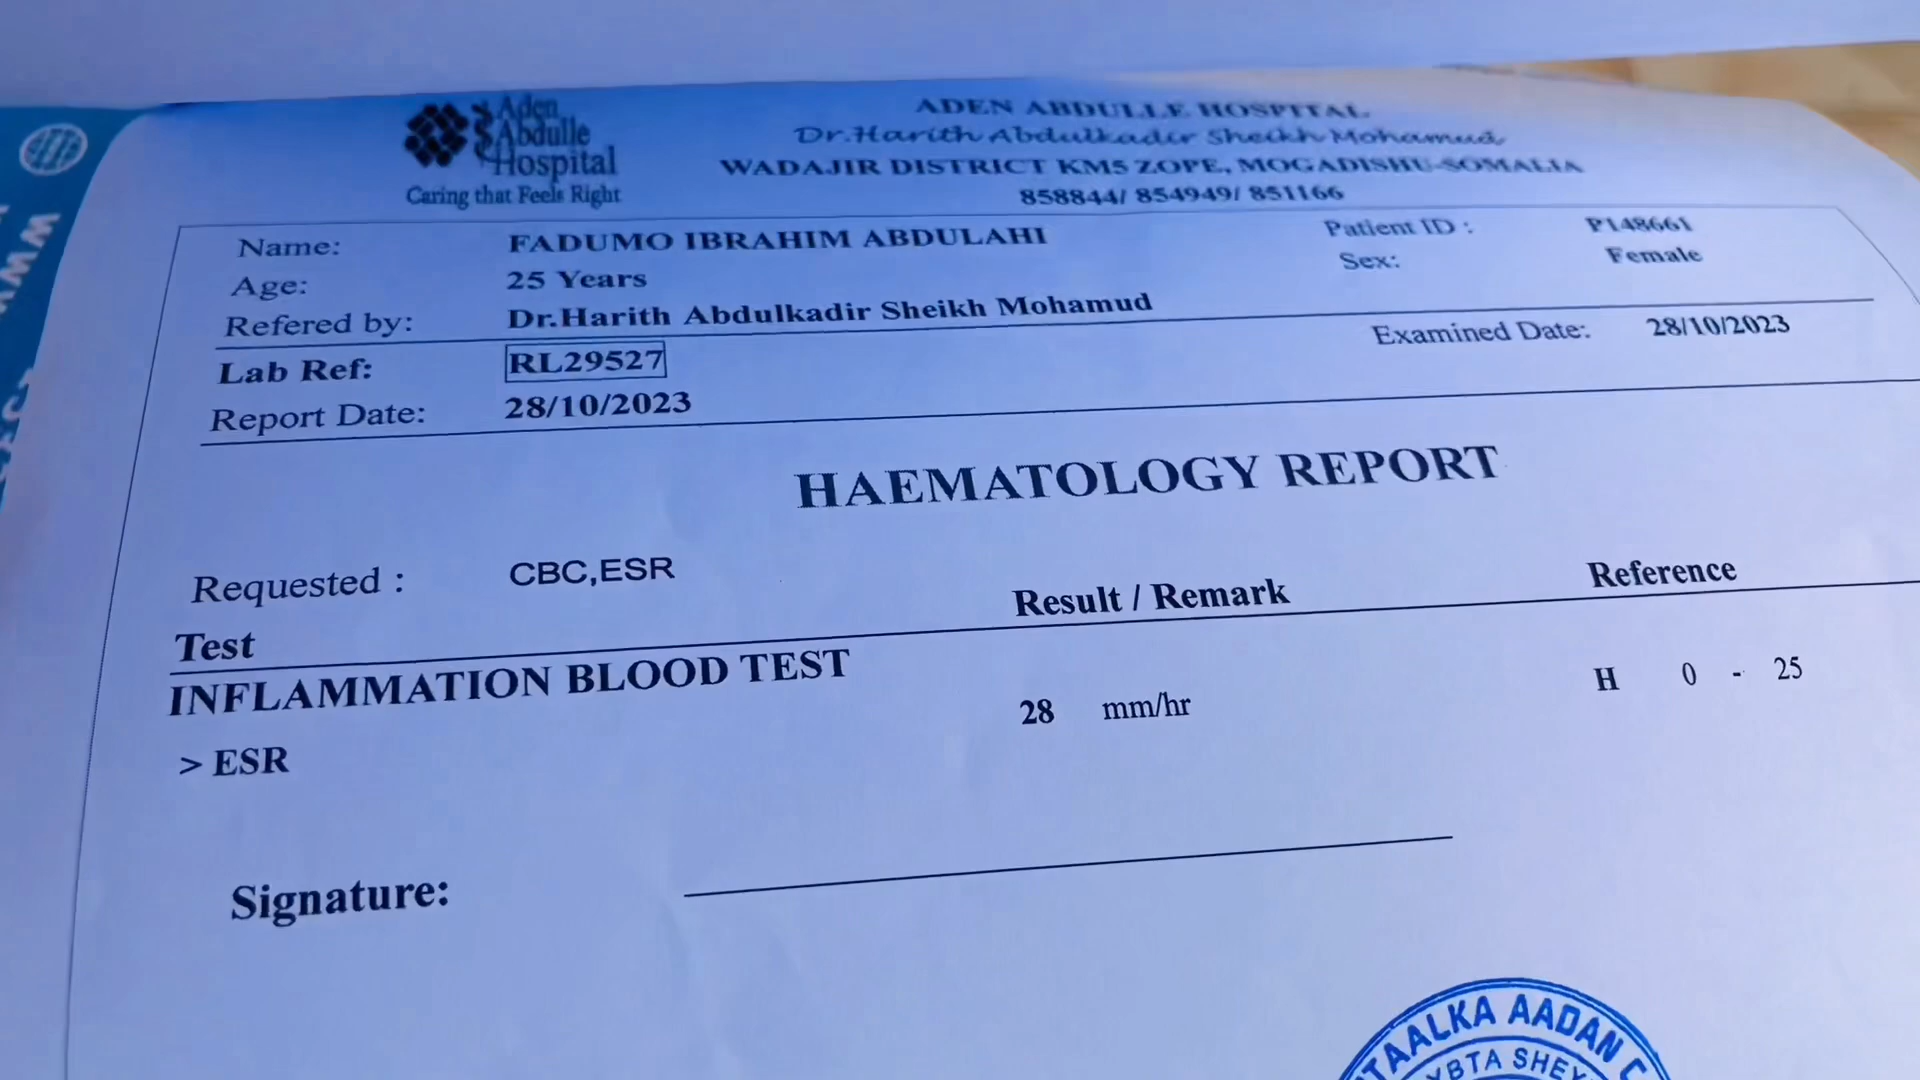 Aden
Abdulle
Hospital
Caring that Feels Right
ADEN ABDULLE HOSPITAL
Dr.Harith Abdulkadir Sheikh Mohamud
WADAJIR DISTRICT KM5 ZOPE, MOGADISHU-SOMALIA
858844/ 854949/ 851166
Name: FADUMO IBRAHIM ABDULAHI Patient ID : P148661
Age: 25 Years Sex: Female
Refered by: Dr.Harith Abdulkadir Sheikh Mohamud
Lab Ref: RL29527 Examined Date: 28/10/2023
Report Date: 28/10/2023
HAEMATOLOGY REPORT
Requested : CBC,ESR
Test Result / Remark Reference
INFLAMMATION BLOOD TEST
> ESR 28 mm/hr H 0 - 25
Signature:
TAALKA AADAN C
YBTA SHEY
WWW